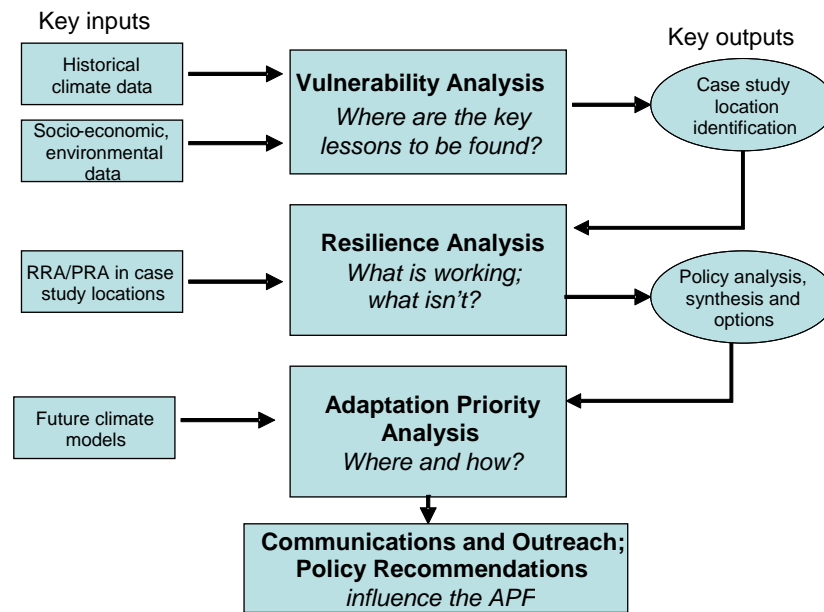 Key inputs
Key outputs
Historical
climate data
Vulnerability Analysis
Where are the key
lessons to be found?
Case study
location
identification
Socio-economic,
environmental
data
Resilience Analysis
What is working;
what isn't?
RRA/PRA in case
study locations
Policy analysis,
synthesis and
options
Adaptation Priority
Analysis
Where and how?
Future climate
models
Communications and Outreach;
Policy Recommendations
influence the APF